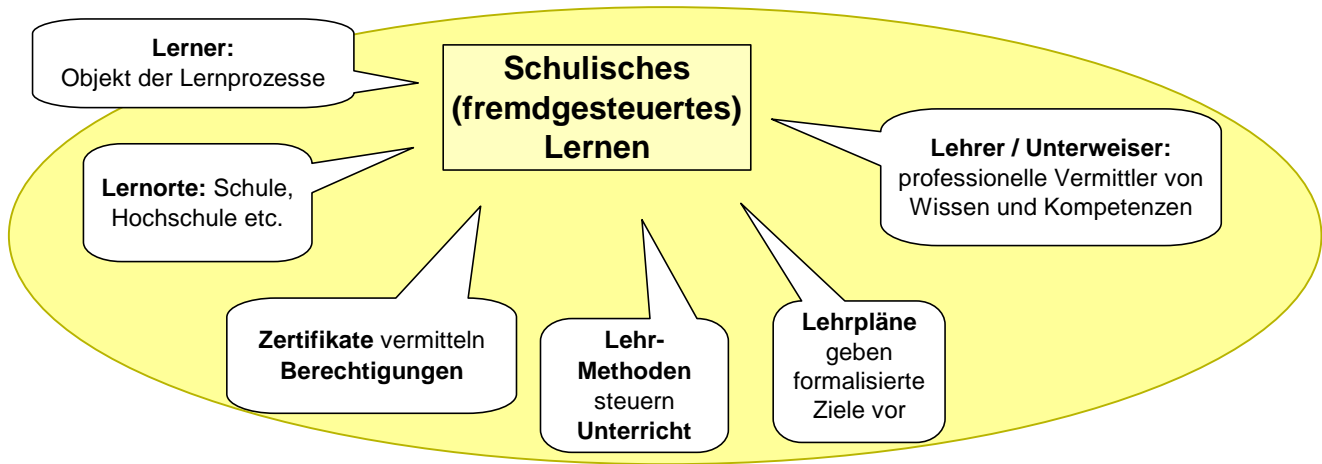 Lerner:
Objekt der Lernprozesse
Schulisches
(fremdgesteuertes)
Lernen
Lehrer / Unterweiser:
professionelle Vermittler von
Wissen und Kompetenzen
Lernorte: Schule,
Hochschule etc.
Zertifikate vermitteln
Berechtigungen
Lehr-
Methoden
steuern
Unterricht
Lehrpläne
geben
formalisierte
Ziele vor